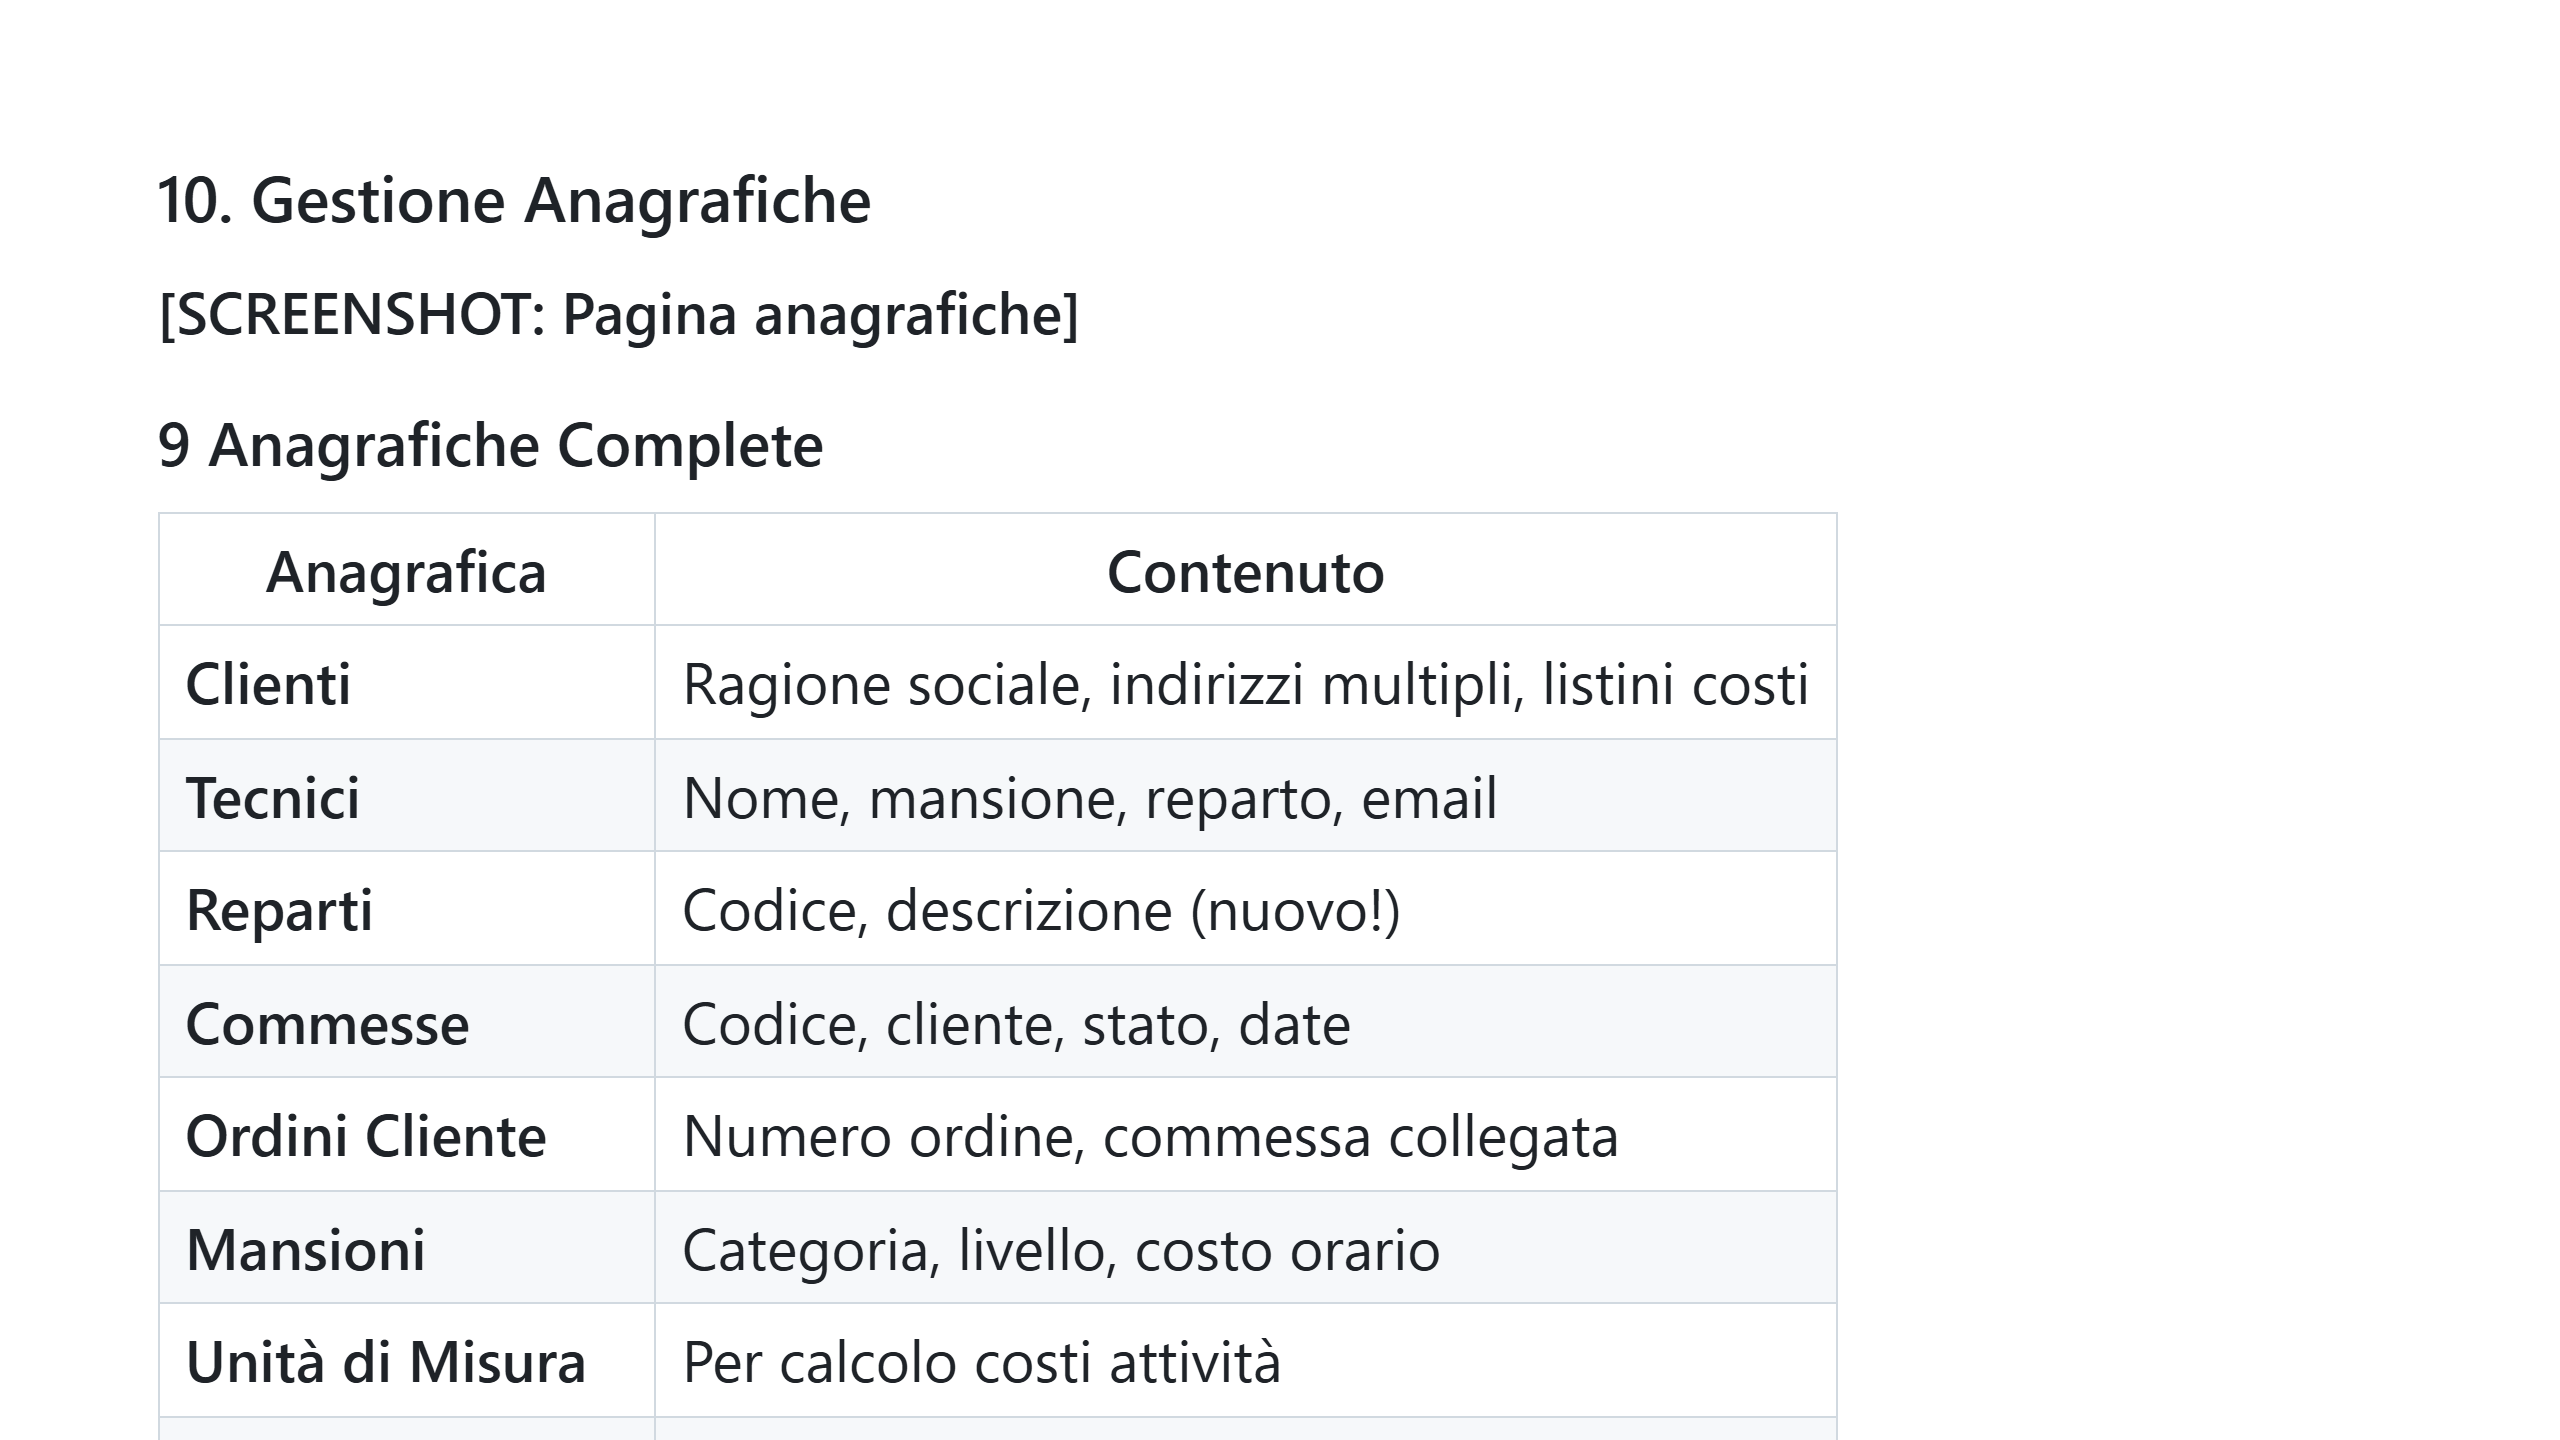 10. Gestione Anagrafiche
[SCREENSHOT: Pagina anagrafiche]
9 Anagrafiche Complete
Anagrafica Contenuto
Clienti Ragione sociale, indirizzi multipli, listini costi
Tecnici Nome, mansione, reparto, email
Reparti Codice, descrizione (nuovo!)
Commesse Codice, cliente, stato, date
Ordini Cliente Numero ordine, commessa collegata
Mansioni Categoria, livello, costo orario
Unità di Misura Per calcolo costi attività